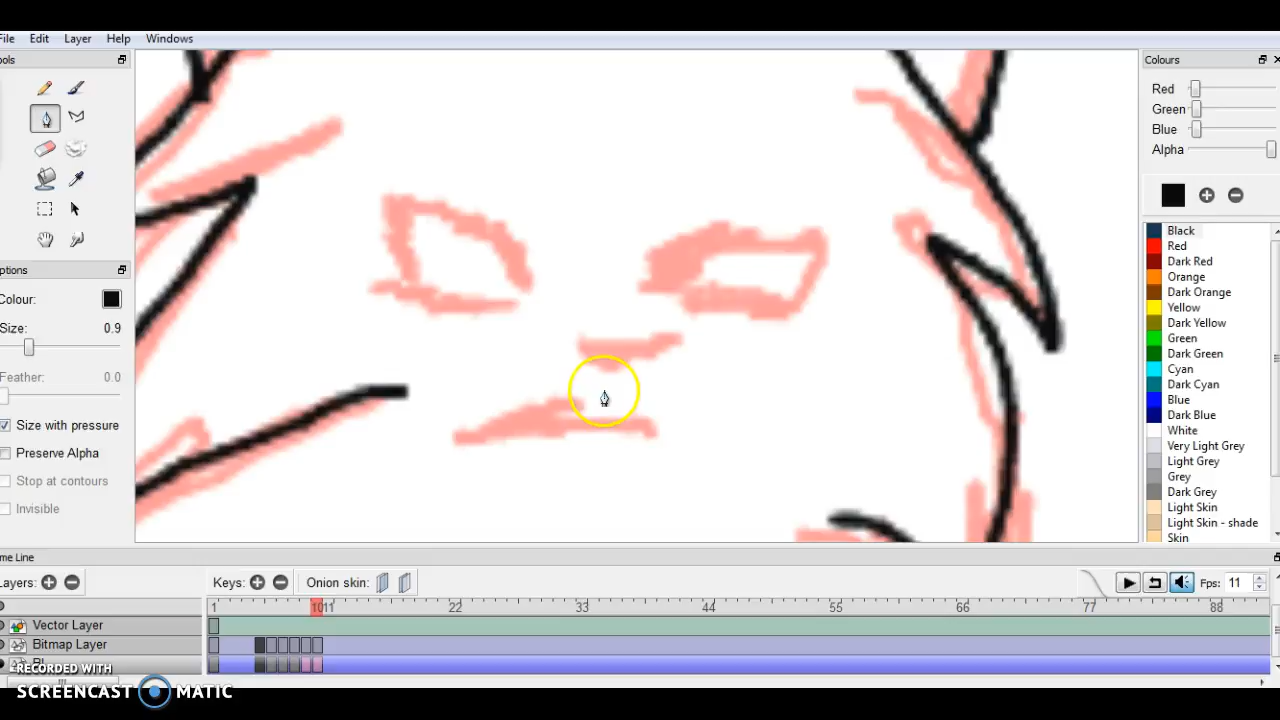 File Edit Layer Help Windows
ools
Colours
Red
Green
Blue
Alpha
ptions
Colour:
Size: 0.9
Feather: 0.0
Size with pressure
Preserve Alpha
Stop at contours
Invisible
Black
Red
Dark Red
Orange
Dark Orange
Yellow
Dark Yellow
Green
Dark Green
Cyan
Dark Cyan
Blue
Dark Blue
White
Very Light Grey
Light Grey
Grey
Dark Grey
Light Skin
Light Skin - shade
Skin
me Line
Layers: Keys: Onion skin: Fps: 11
1 1011 22 33 44 55 66 77 88
Vector Layer
Bitmap Layer
RECORDED WITH
SCREENCAST MATIC